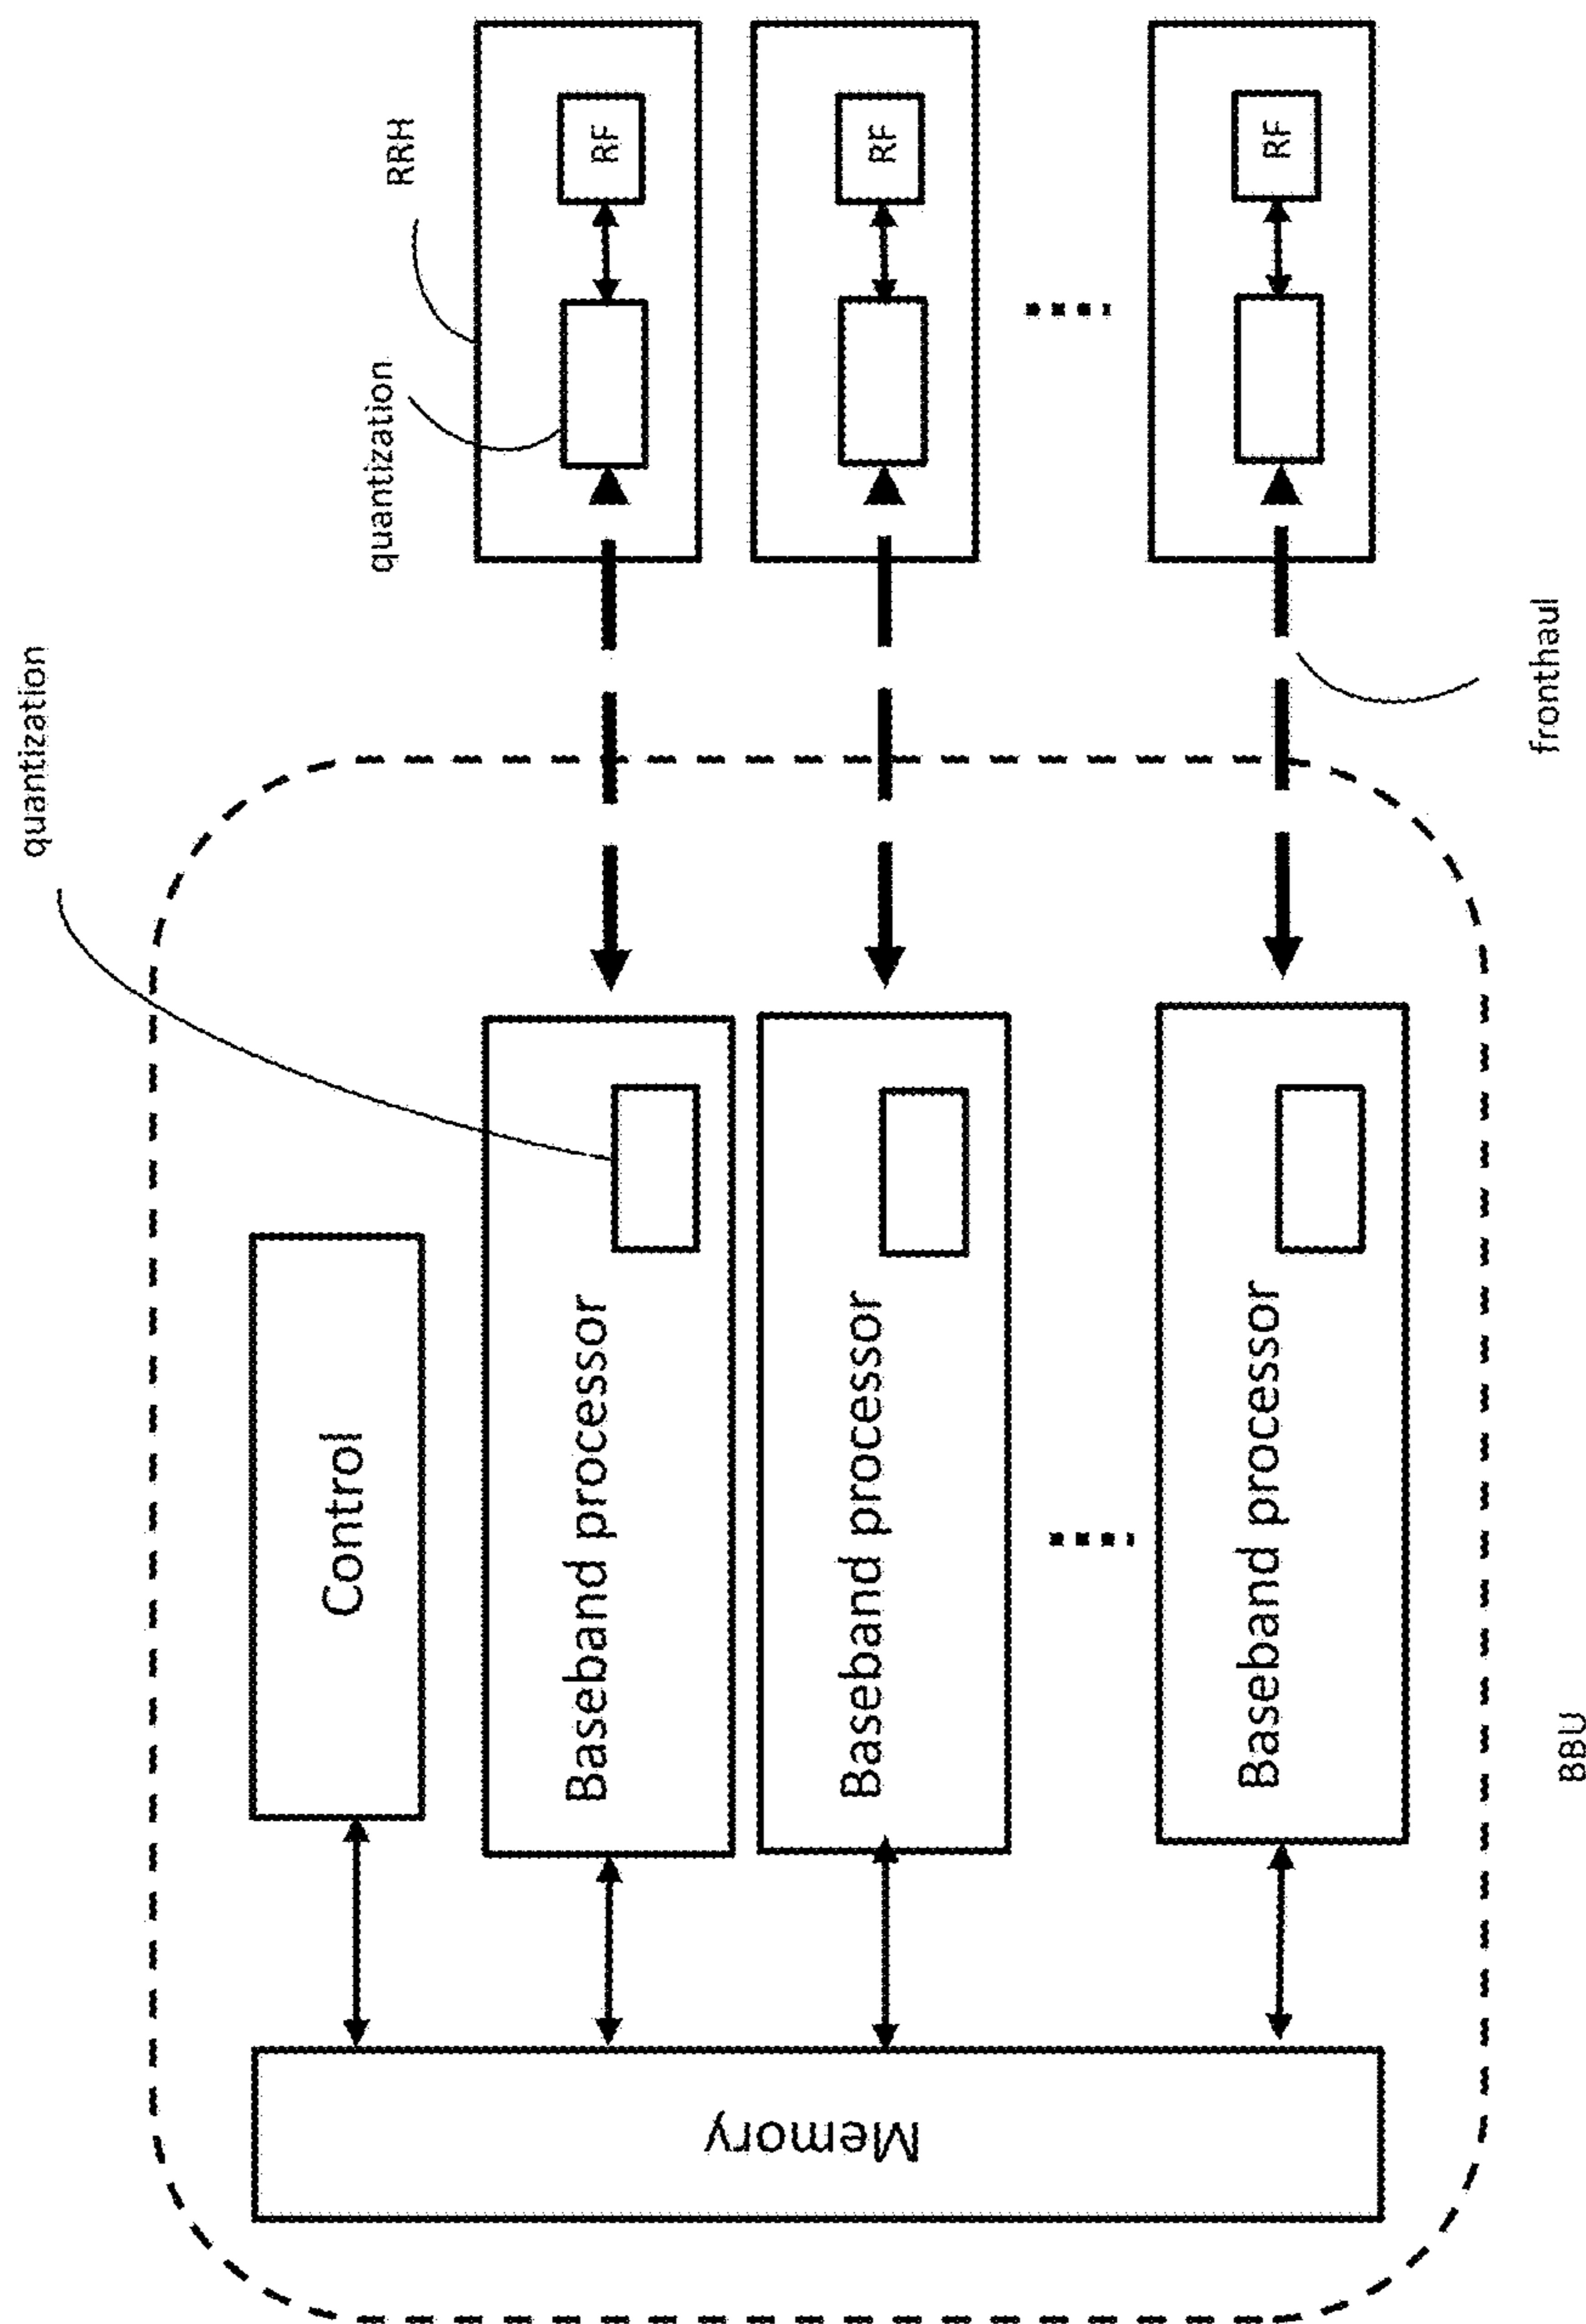 RRH
RF
RF
RF
quantization
quantization
fronthaul
Control
Baseband processor
Baseband processor
Baseband processor
Memory
BBU